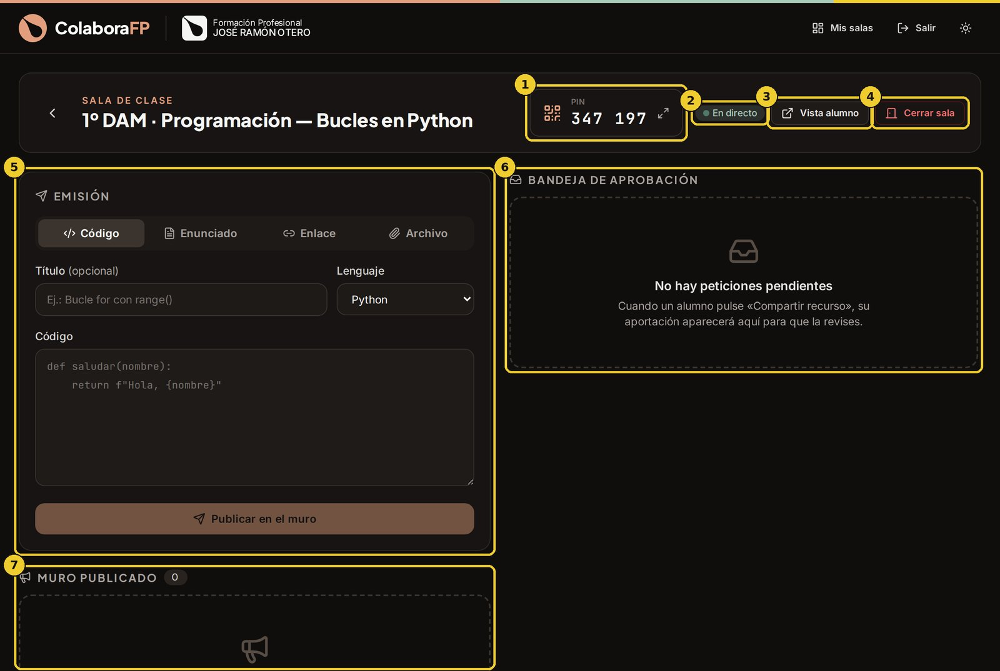 ColaboraFP
Formación Profesional
JOSÉ RAMÓN OTERO
Mis salas
Salir
SALA DE CLASE
1º DAM · Programación — Bucles en Python
1
PIN
347 197
2
En directo
3
Vista alumno
4
Cerrar sala
5
EMISIÓN
Código
Enunciado
Enlace
Archivo
Título (opcional)
Lenguaje
Ej.: Bucle for con range()
Python
Código
def saludar(nombre):
    return f"Hola, {nombre}"
Publicar en el muro
6
BANDEJA DE APROBACIÓN
No hay peticiones pendientes
Cuando un alumno pulse «Compartir recurso», su
aportación aparecerá aquí para que la revises.
7
MURO PUBLICADO 0